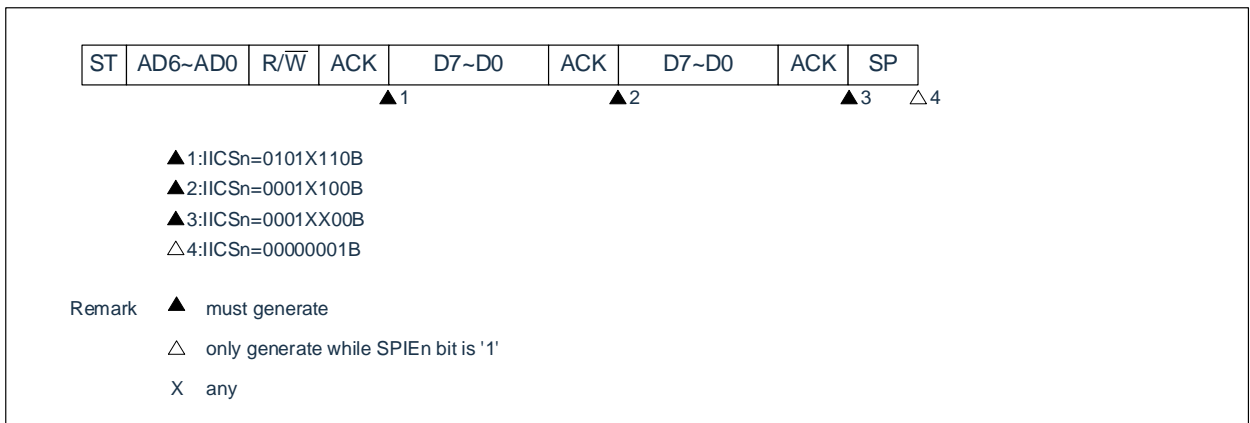 ST AD6~AD0 R/W̅ ACK D7~D0 ACK D7~D0 ACK SP
▲1 ▲2 ▲3 △4
▲1:IICSn=0101X110B
▲2:IICSn=0001X100B
▲3:IICSn=0001XX00B
△4:IICSn=00000001B
Remark ▲ must generate
△ only generate while SPIEn bit is '1'
X any